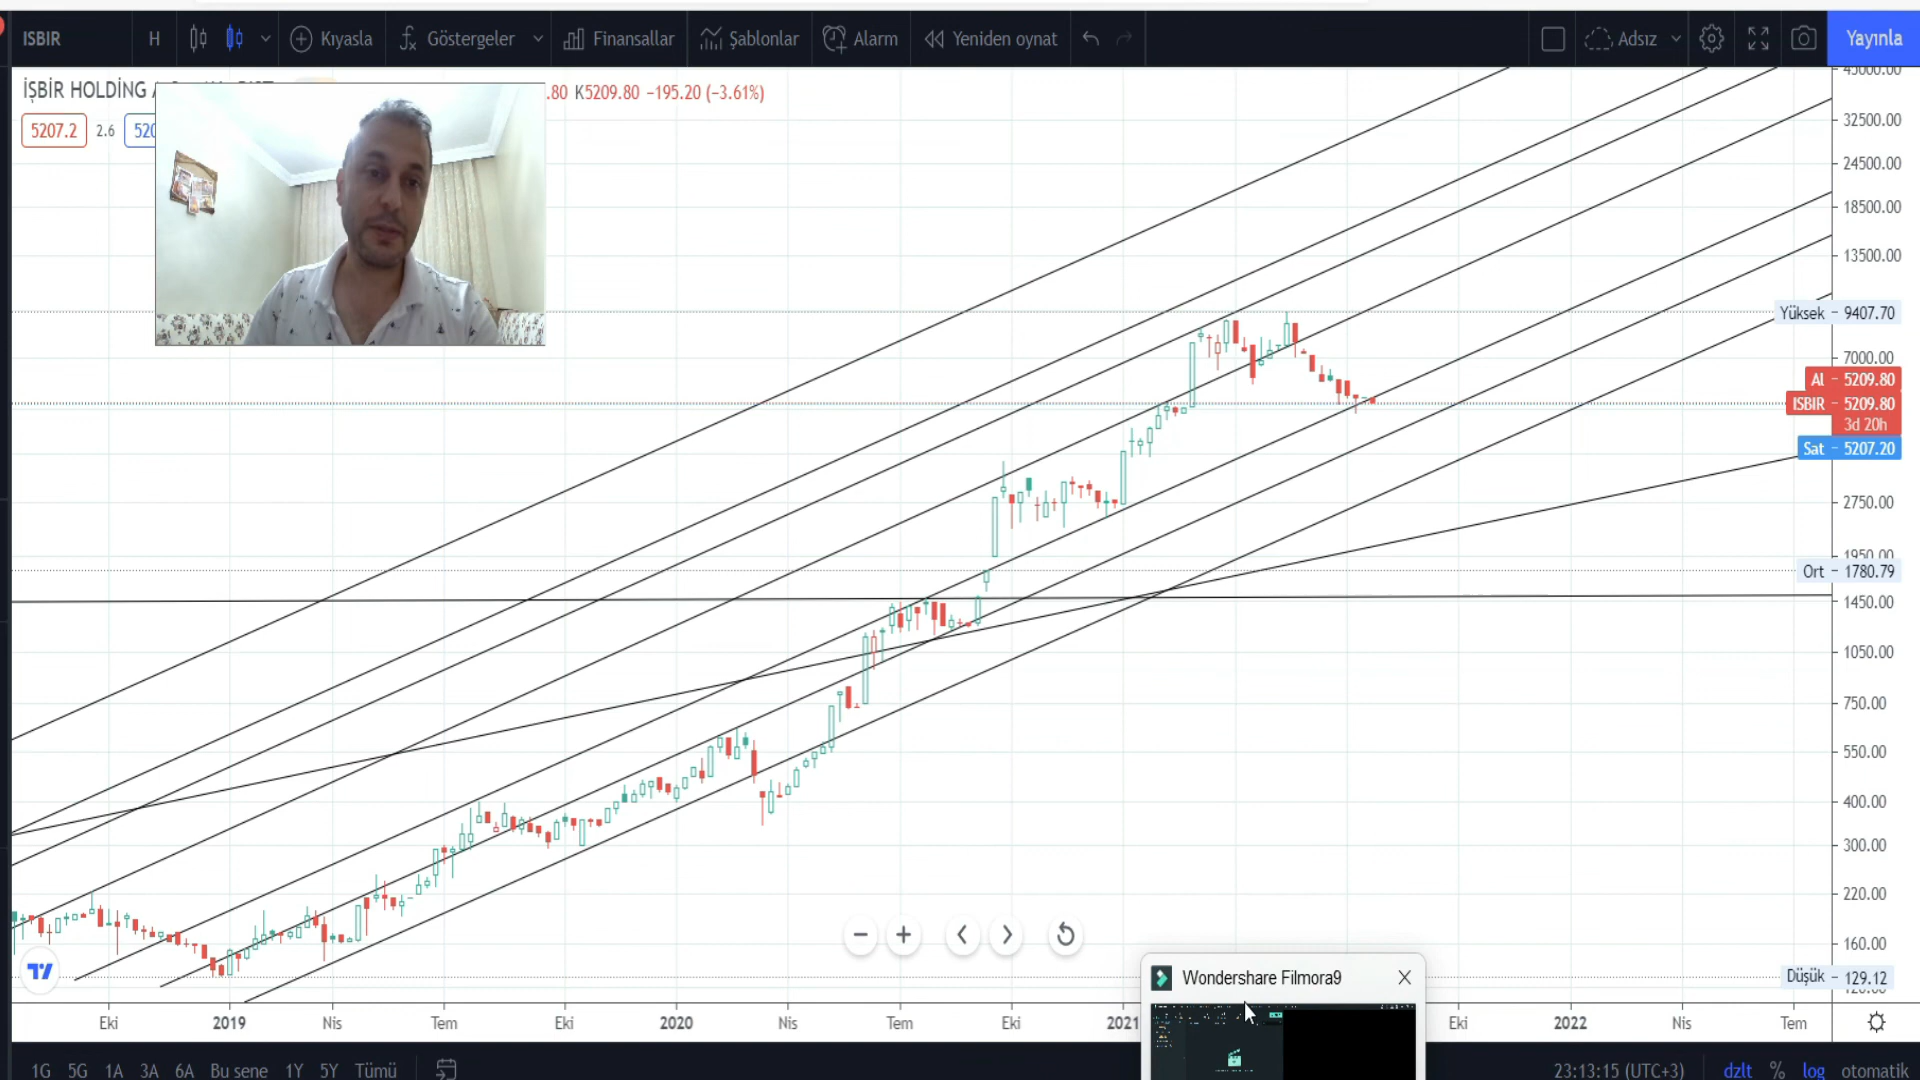 ISBIR H Kıyasla Göstergeler Finansallar Şablonlar Alarm Yeniden oynat Adsız Yayınla
İŞBİR HOLDİNG .80 K5209.80 −195.20 (−3.61%)
5207.2 2.6 520
45000.00
32500.00
24500.00
18500.00
13500.00
Yüksek 9407.70
7000.00
Al 5209.80
ISBIR 5209.80
3d 20h
Sat 5207.20
2750.00
1950.00
Ort 1780.79
1450.00
1050.00
750.00
550.00
400.00
300.00
220.00
160.00
Düşük 129.12
Wondershare Filmora9
Eki 2019 Nis Tem Eki 2020 Nis Tem Eki 2021 Eki 2022 Nis Tem
1G 5G 1A 3A 6A Bu sene 1Y 5Y Tümü 23:13:15 (UTC+3) dzlt % log otomatik